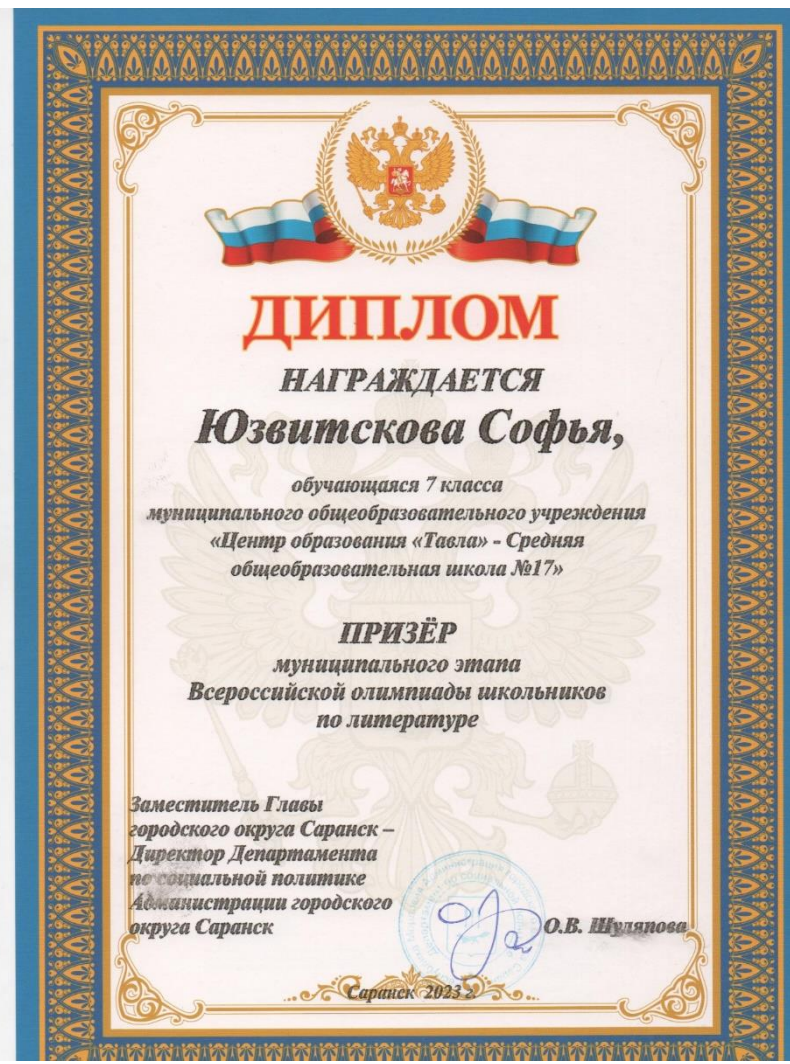 ДИПЛОМ
НАГРАЖДАЕТСЯ
Юзвитскова Софья,
обучающаяся 7 класса
муниципального общеобразовательного учреждения
«Центр образования «Тавла» - Средняя
общеобразовательная школа №17»
ПРИЗЁР
муниципального этапа
Всероссийской олимпиады школьников
по литературе
Заместитель Главы
городского округа Саранск –
Директор Департамента
по социальной политике
Администрации городского
округа Саранск
О.В. Шуляпова
Саранск 2023 г.